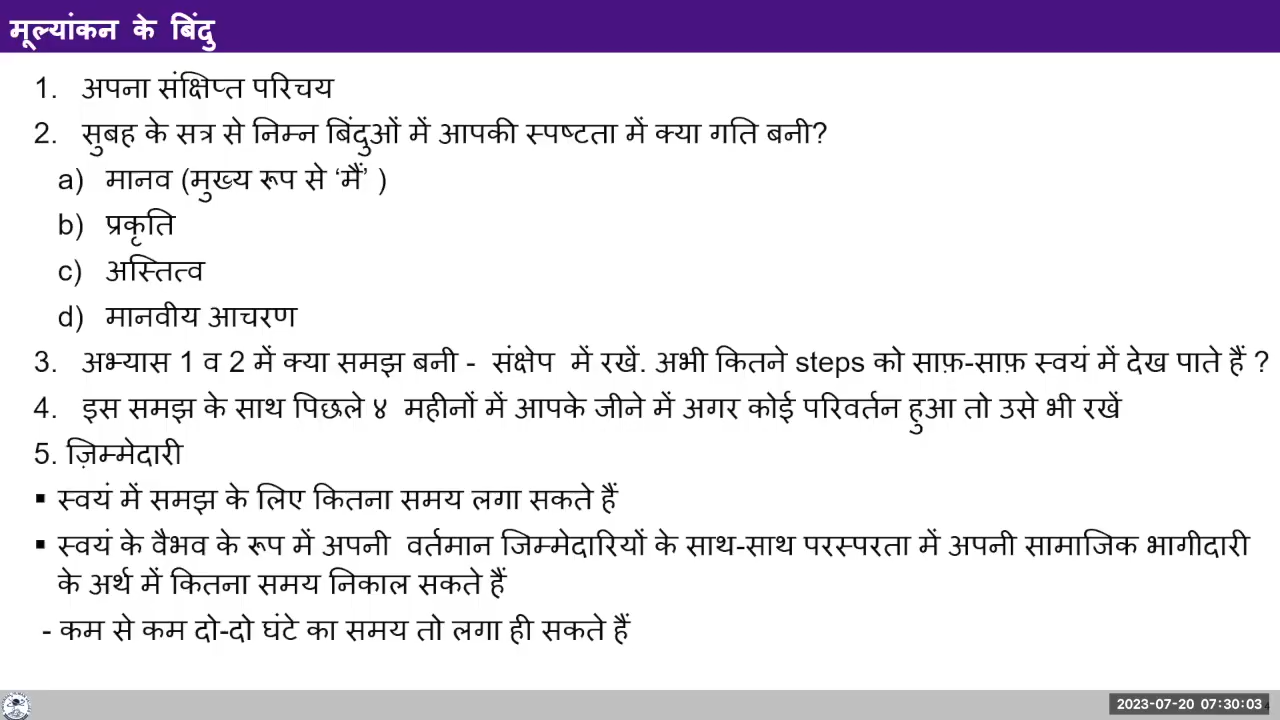 मूल्यांकन के बिंदु
1. अपना संक्षिप्त परिचय
2. सुबह के सत्र से निम्न बिंदुओं में आपकी स्पष्टता में क्या गति बनी?
a) मानव (मुख्य रूप से ‘मैं’ )
b) प्रकृति
c) अस्तित्व
d) मानवीय आचरण
3. अभ्यास 1 व 2 में क्या समझ बनी - संक्षेप में रखें. अभी कितने steps को साफ़-साफ़ स्वयं में देख पाते हैं ?
4. इस समझ के साथ पिछले ४ महीनों में आपके जीने में अगर कोई परिवर्तन हुआ तो उसे भी रखें
5. ज़िम्मेदारी
▪ स्वयं में समझ के लिए कितना समय लगा सकते हैं
▪ स्वयं के वैभव के रूप में अपनी वर्तमान जिम्मेदारियों के साथ-साथ परस्परता में अपनी सामाजिक भागीदारी
के अर्थ में कितना समय निकाल सकते हैं
- कम से कम दो-दो घंटे का समय तो लगा ही सकते हैं
2023-07-20 07:30:03